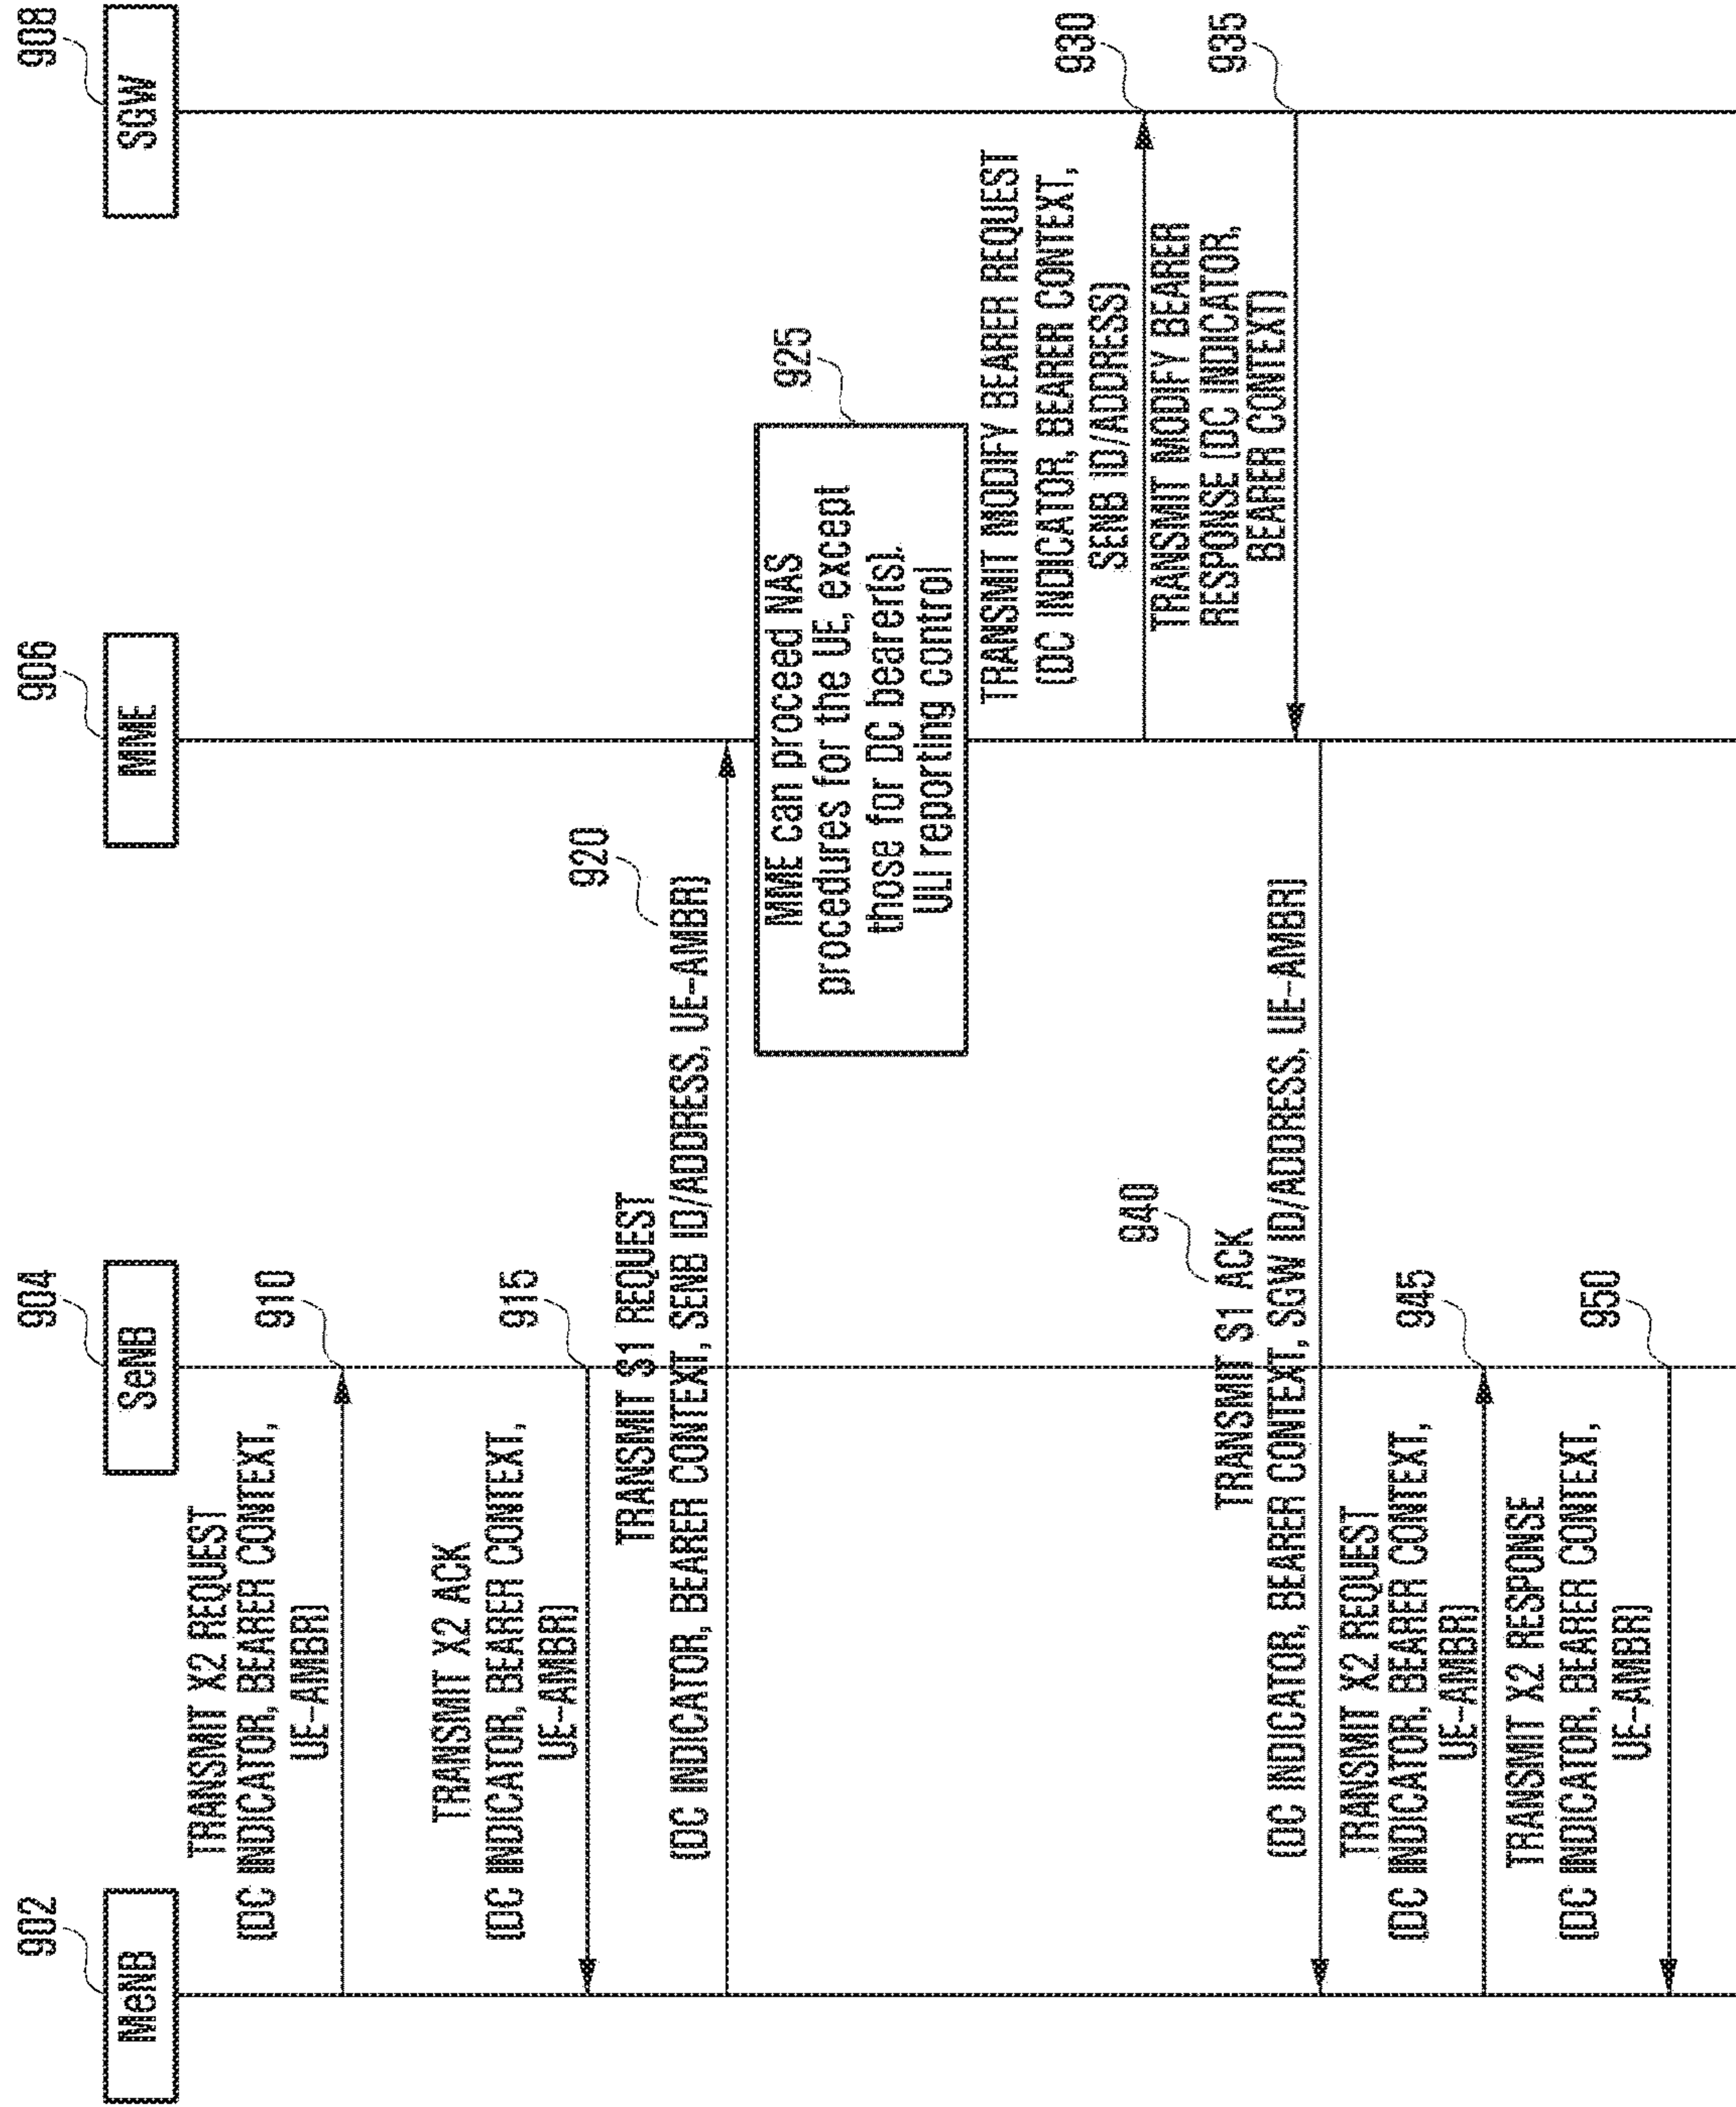 902
904
906
908
MeNB
SeNB
MME
SGW
TRANSMIT X2 REQUEST
(DC INDICATOR, BEARER CONTEXT,
UE-AMBR)
910
TRANSMIT X2 ACK
(DC INDICATOR, BEARER CONTEXT,
UE-AMBR)
915
TRANSMIT S1 REQUEST
(DC INDICATOR, BEARER CONTEXT, SENB ID/ADDRESS, UE-AMBR)
920
MME can proceed NAS
procedures for the UE, except
those for DC bearer(s).
ULI reporting control
925
TRANSMIT MODIFY BEARER REQUEST
(DC INDICATOR, BEARER CONTEXT,
SENB ID/ADDRESS)
930
TRANSMIT MODIFY BEARER
RESPONSE (DC INDICATOR,
BEARER CONTEXT)
935
940
TRANSMIT S1 ACK
(DC INDICATOR, BEARER CONTEXT, SGW ID/ADDRESS, UE-AMBR)
TRANSMIT X2 REQUEST
(DC INDICATOR, BEARER CONTEXT,
UE-AMBR)
945
TRANSMIT X2 RESPONSE
(DC INDICATOR, BEARER CONTEXT,
UE-AMBR)
950